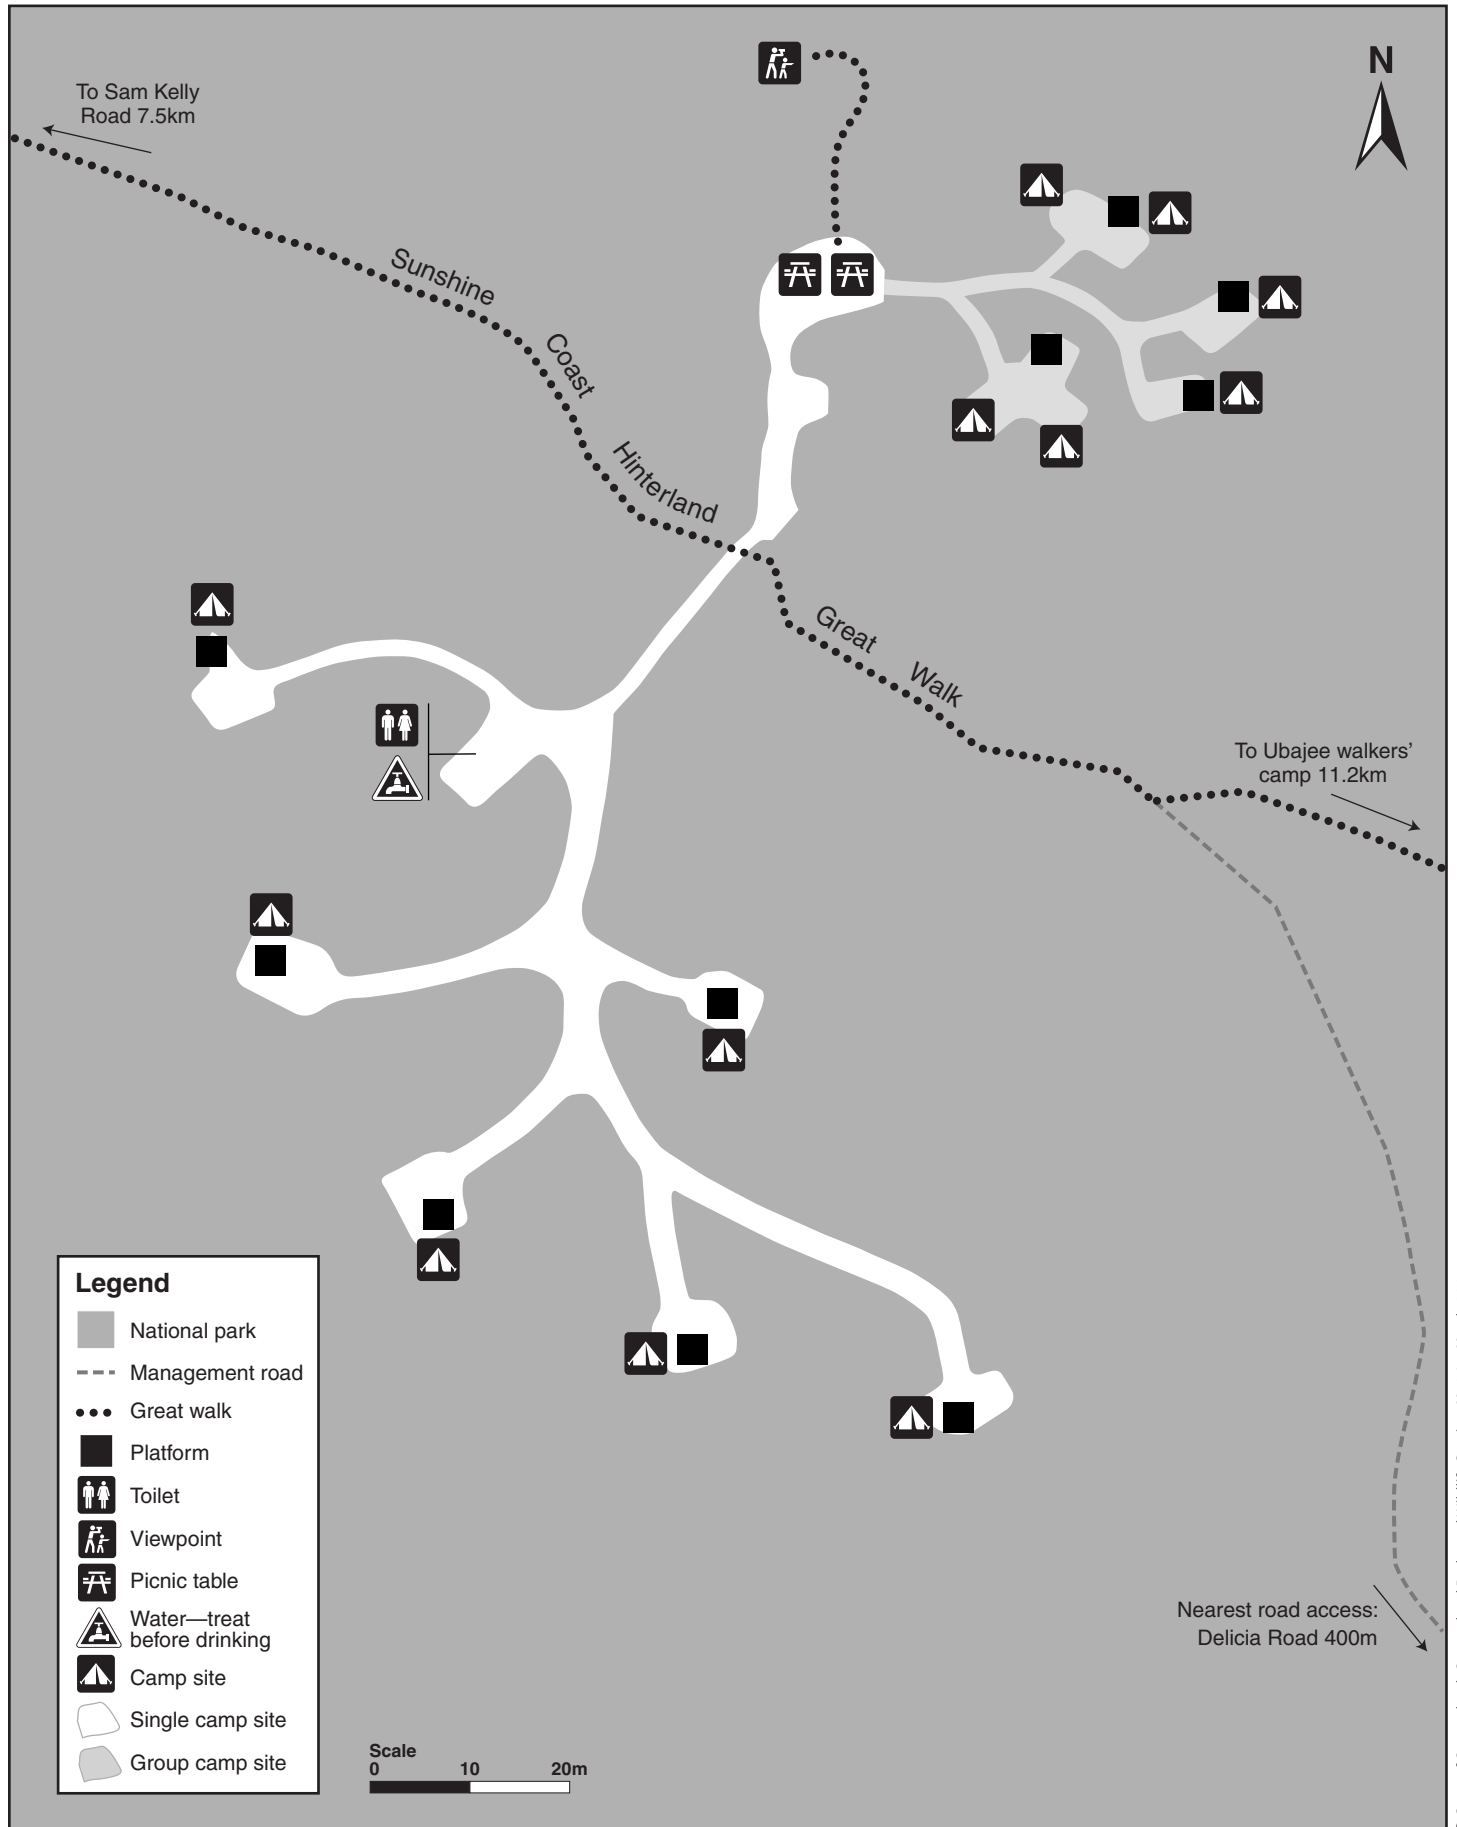 N
To Sam Kelly
Road 7.5km
Sunshine
Coast
Hinterland
Great
Walk
To Ubajee walkers’
camp 11.2km
Legend
National park
Management road
Great walk
Platform
Toilet
Viewpoint
Picnic table
Water—treat
before drinking
Camp site
Single camp site
Group camp site
Nearest road access:
Delicia Road 400m
Scale
0 10 20m